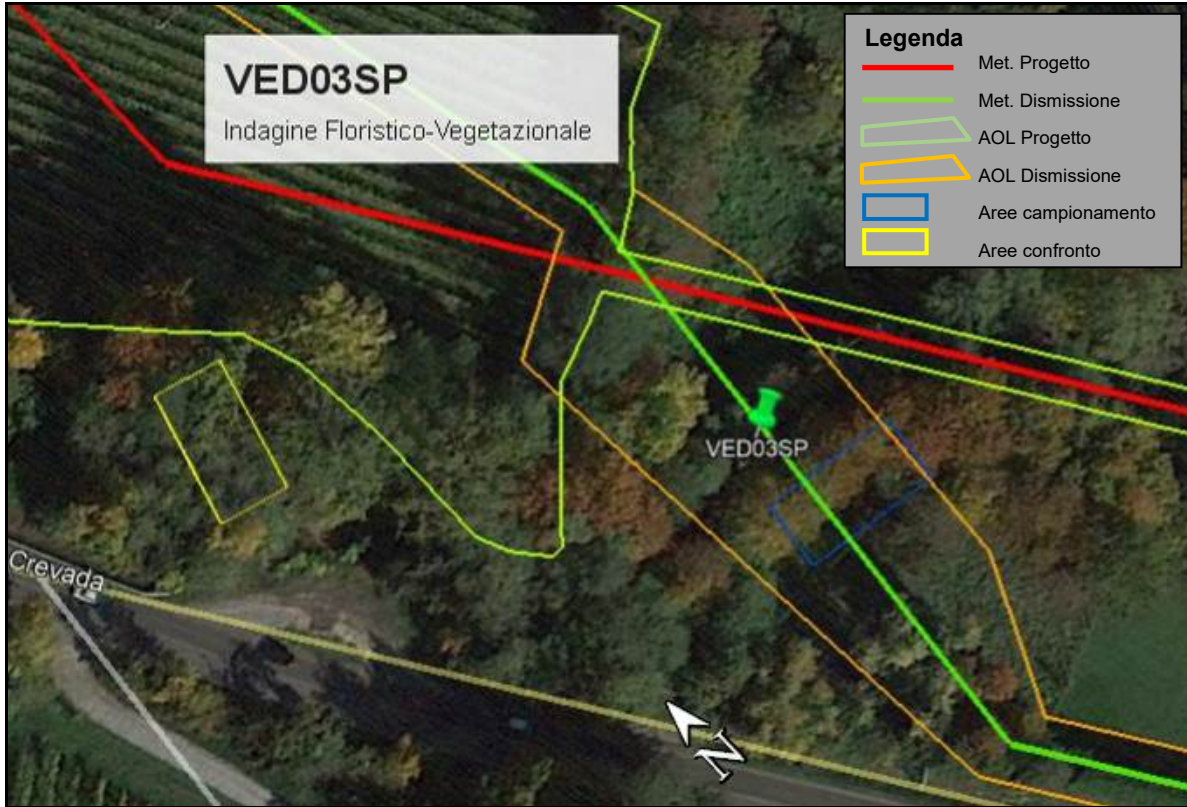 VED03SP
Indagine Floristico-Vegetazionale
Legenda
Met. Progetto
Met. Dismissione
AOL Progetto
AOL Dismissione
Aree campionamento
Aree confronto
VED03SP
Crevada
N